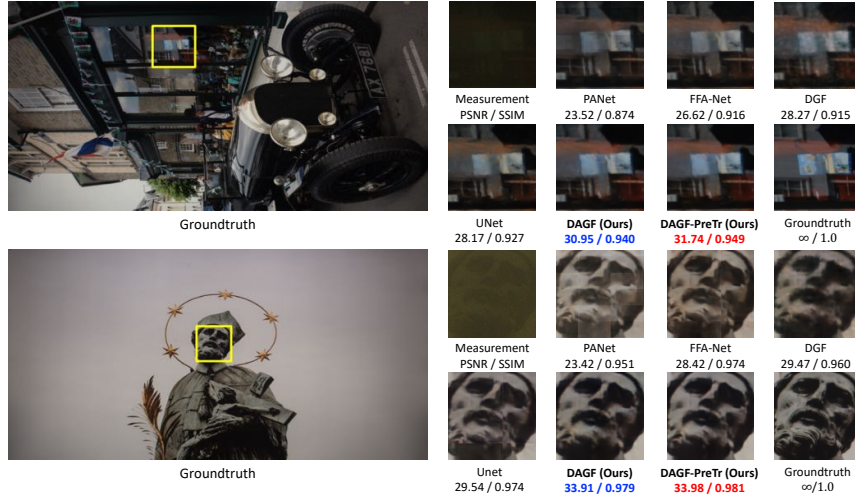 AX 7681
Groundtruth
Measurement
PSNR / SSIM
PANet
23.52 / 0.874
FFA-Net
26.62 / 0.916
DGF
28.27 / 0.915
UNet
28.17 / 0.927
DAGF (Ours)
30.95 / 0.940
DAGF-PreTr (Ours)
31.74 / 0.949
Groundtruth
∞ / 1.0
Groundtruth
Measurement
PSNR / SSIM
PANet
23.42 / 0.951
FFA-Net
28.42 / 0.974
DGF
29.47 / 0.960
Unet
29.54 / 0.974
DAGF (Ours)
33.91 / 0.979
DAGF-PreTr (Ours)
33.98 / 0.981
Groundtruth
∞/1.0